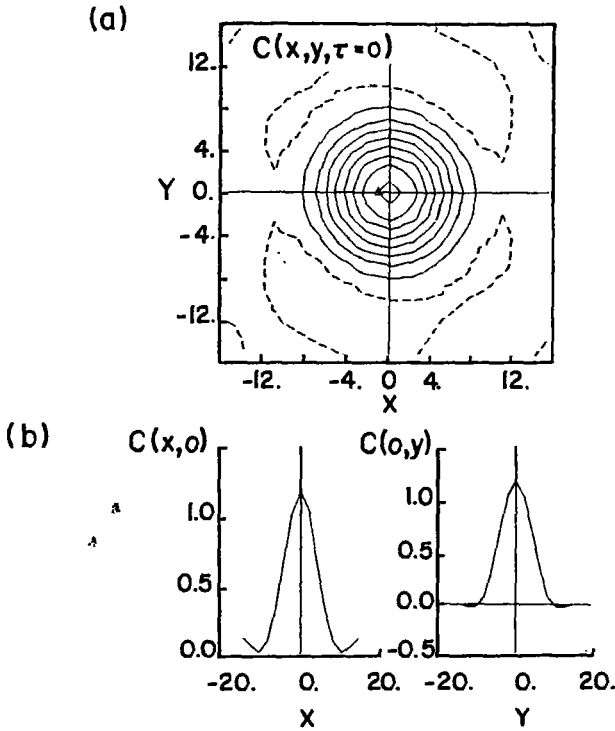 (a)
C(x,y,τ=0)
12.
4.
Y 0.
-4.
-12.
-12. -4. 0 4. 12.
X
(b)
C(x,0) C(0,y)
1.0 1.0
0.5 0.5
0.0
0.0 -0.5
-20. 0. 20. -20. 0. 20.
X Y